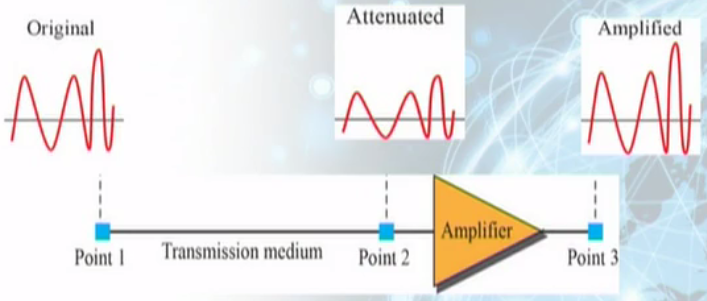 Original
Attenuated
Amplified
Amplifier
Point 1
Transmission medium
Point 2
Point 3